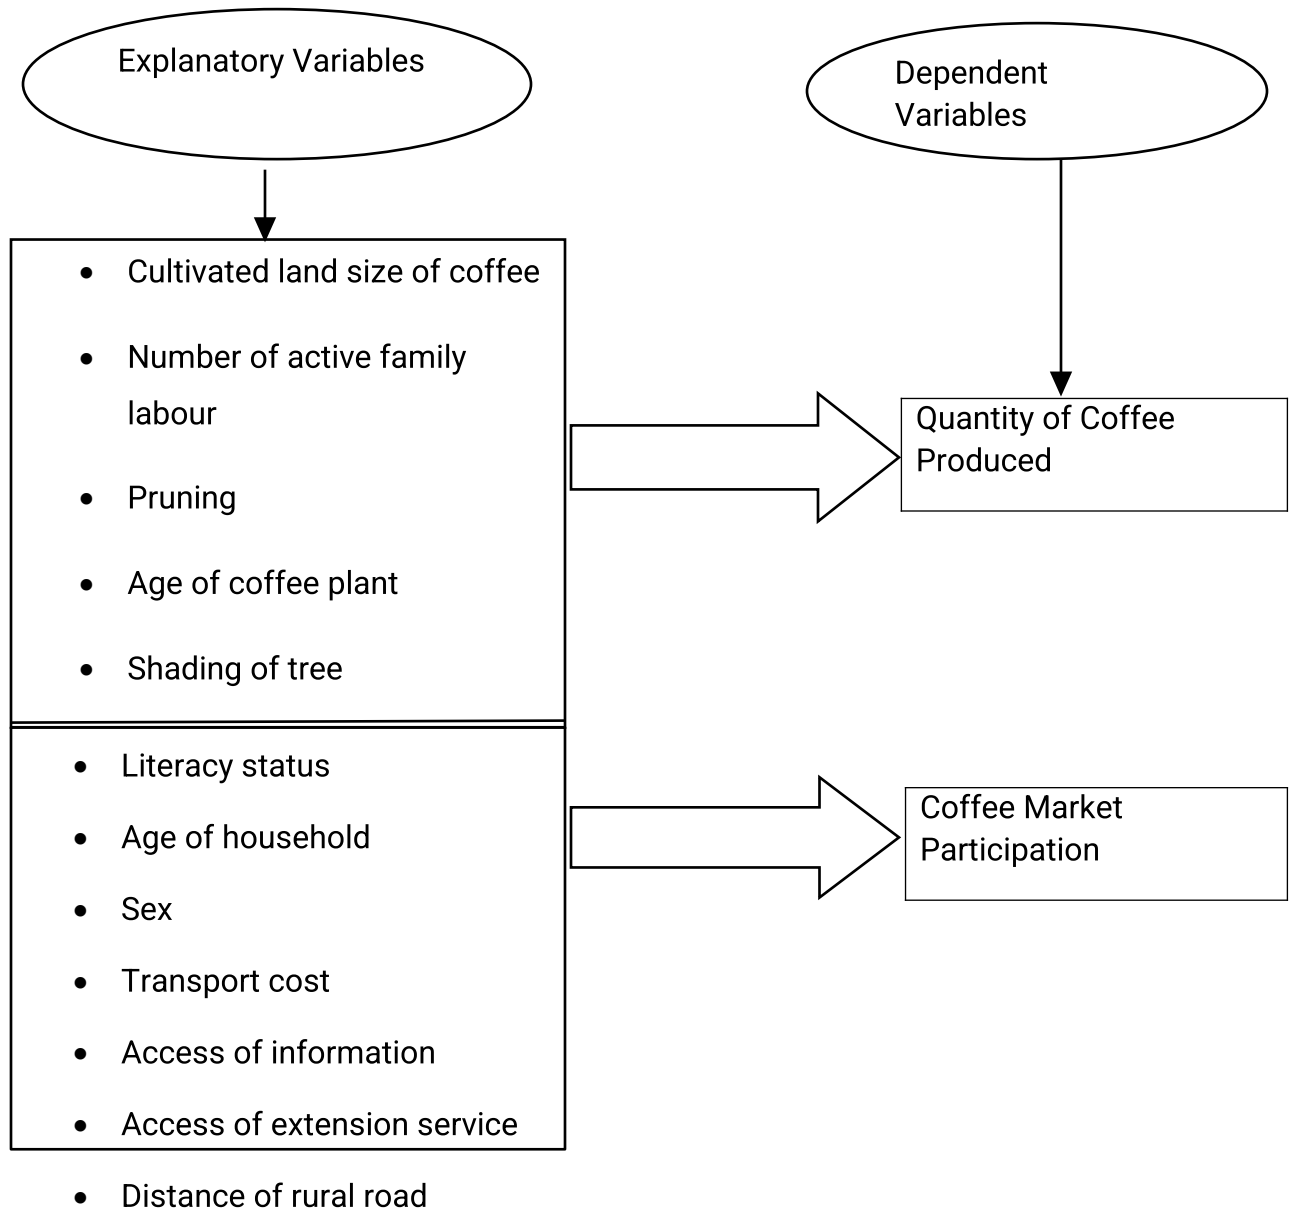 Explanatory Variables
Dependent
Variables
• Cultivated land size of coffee
• Number of active family
labour
• Pruning
• Age of coffee plant
• Shading of tree
Quantity of Coffee
Produced
• Literacy status
• Age of household
• Sex
• Transport cost
• Access of information
• Access of extension service
• Distance of rural road
Coffee Market
Participation